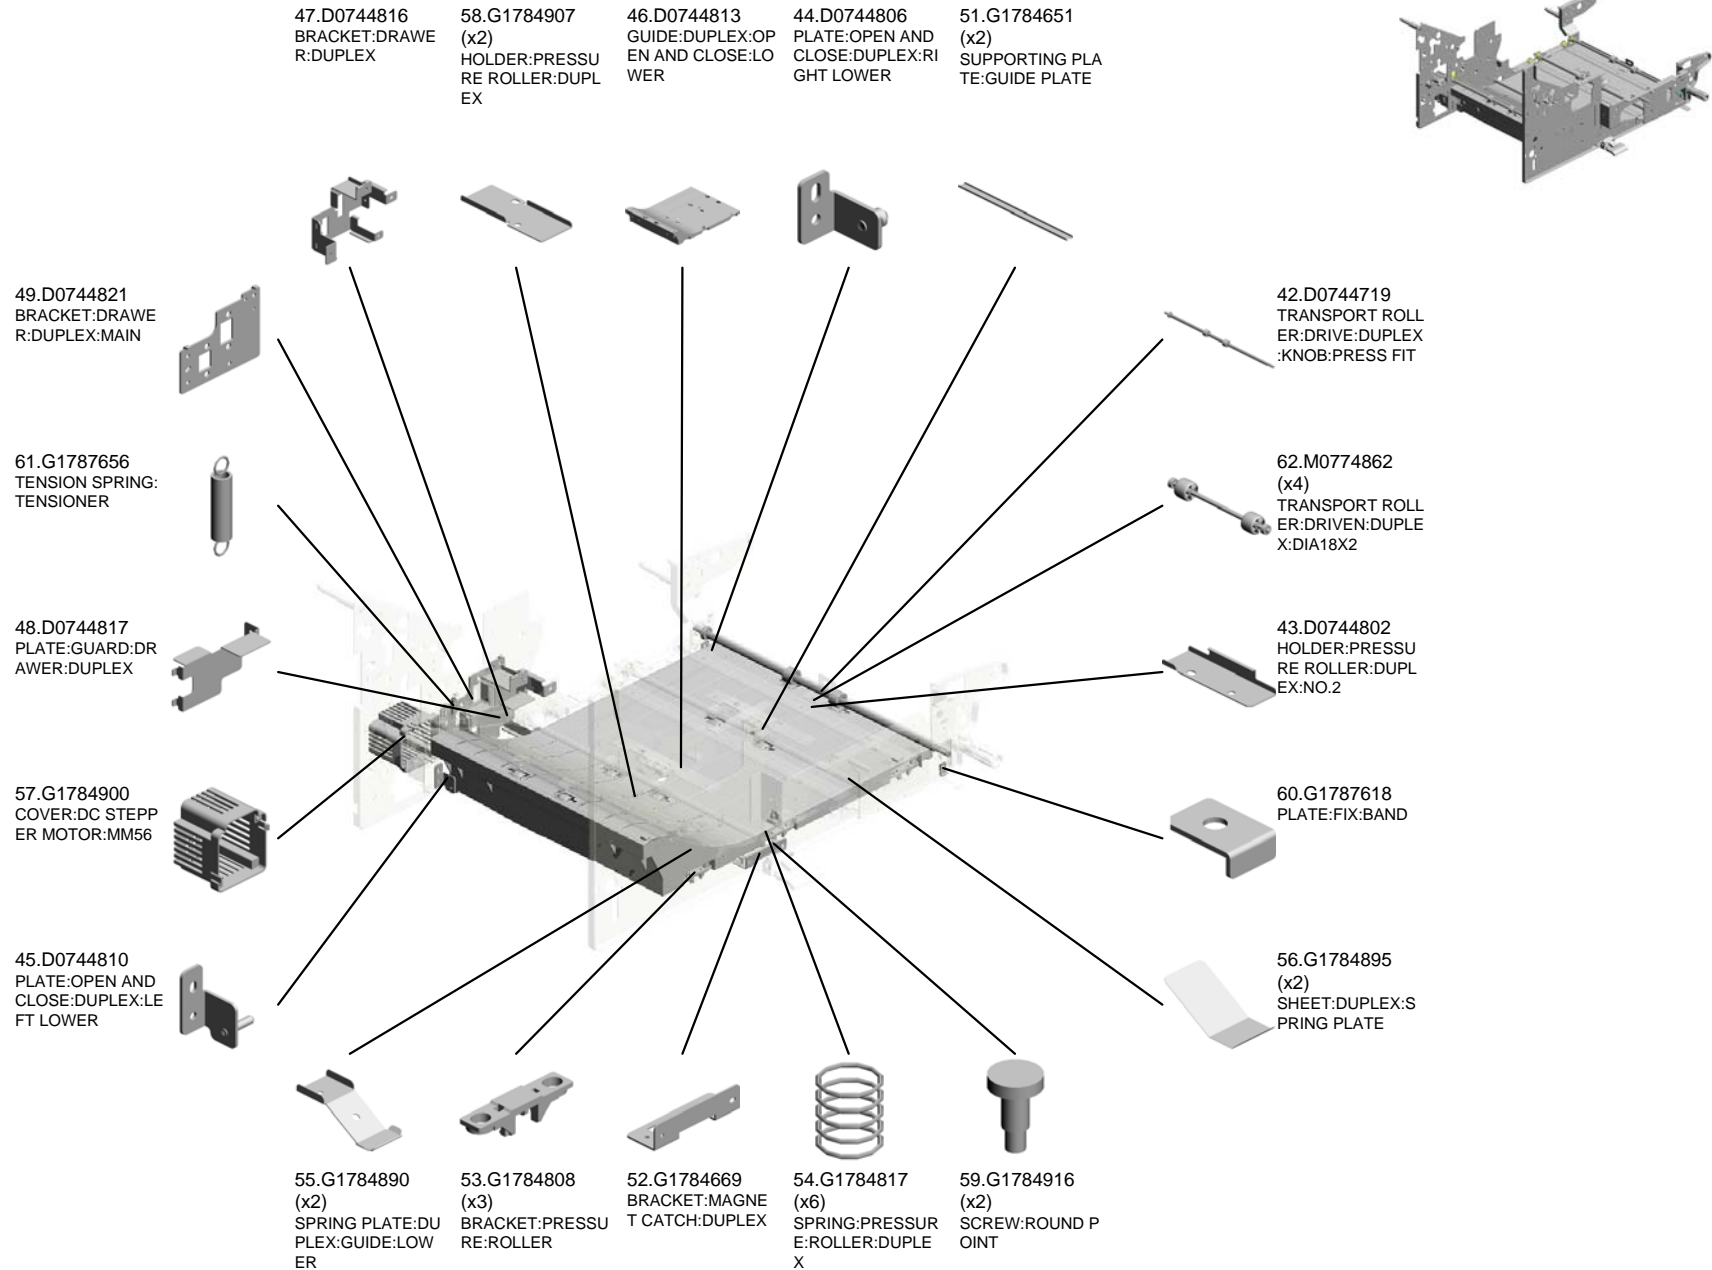 47.D0744816
BRACKET:DRAWE
R:DUPLEX
58.G1784907
(x2)
HOLDER:PRESSU
RE ROLLER:DUPL
EX
46.D0744813
GUIDE:DUPLEX:OP
EN AND CLOSE:LO
WER
44.D0744806
PLATE:OPEN AND
CLOSE:DUPLEX:RI
GHT LOWER
51.G1784651
(x2)
SUPPORTING PLA
TE:GUIDE PLATE
49.D0744821
BRACKET:DRAWE
R:DUPLEX:MAIN
42.D0744719
TRANSPORT ROLL
ER:DRIVE:DUPLEX
:KNOB:PRESS FIT
61.G1787656
TENSION SPRING:
TENSIONER
62.M0774862
(x4)
TRANSPORT ROLL
ER:DRIVEN:DUPLE
X:DIA18X2
48.D0744817
PLATE:GUARD:DR
AWER:DUPLEX
43.D0744802
HOLDER:PRESSU
RE ROLLER:DUPL
EX:NO.2
57.G1784900
COVER:DC STEPP
ER MOTOR:MM56
60.G1787618
PLATE:FIX:BAND
45.D0744810
PLATE:OPEN AND
CLOSE:DUPLEX:LE
FT LOWER
56.G1784895
(x2)
SHEET:DUPLEX:S
PRING PLATE
55.G1784890
(x2)
SPRING PLATE:DU
PLEX:GUIDE:LOW
ER
53.G1784808
(x3)
BRACKET:PRESSU
RE:ROLLER
52.G1784669
BRACKET:MAGNE
T CATCH:DUPLEX
54.G1784817
(x6)
SPRING:PRESSUR
E:ROLLER:DUPLE
X
59.G1784916
(x2)
SCREW:ROUND P
OINT